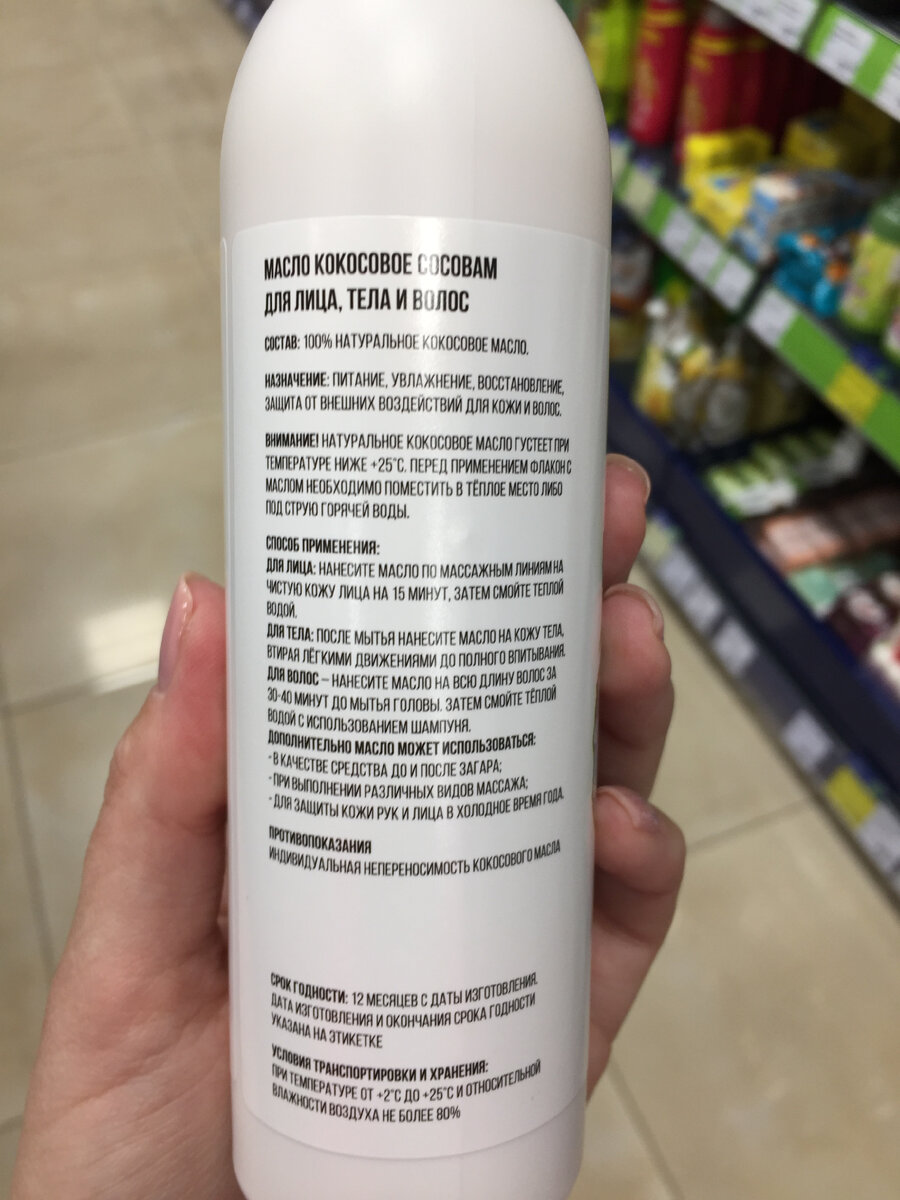 МАСЛО КОКОСОВОЕ COCOВАМ
ДЛЯ ЛИЦА, ТЕЛА И ВОЛОС
СОСТАВ: 100% НАТУРАЛЬНОЕ КОКОСОВОЕ МАСЛО.
НАЗНАЧЕНИЕ: ПИТАНИЕ, УВЛАЖНЕНИЕ, ВОССТАНОВЛЕНИЕ,
ЗАЩИТА ОТ ВНЕШНИХ ВОЗДЕЙСТВИЙ ДЛЯ КОЖИ И ВОЛОС.
ВНИМАНИЕ! НАТУРАЛЬНОЕ КОКОСОВОЕ МАСЛО ГУСТЕЕТ ПРИ
ТЕМПЕРАТУРЕ НИЖЕ +25°С. ПЕРЕД ПРИМЕНЕНИЕМ ФЛАКОН С
МАСЛОМ НЕОБХОДИМО ПОМЕСТИТЬ В ТЁПЛОЕ МЕСТО ЛИБО
ПОД СТРУЮ ГОРЯЧЕЙ ВОДЫ.
СПОСОБ ПРИМЕНЕНИЯ:
ДЛЯ ЛИЦА: НАНЕСИТЕ МАСЛО ПО МАССАЖНЫМ ЛИНИЯМ НА
ЧИСТУЮ КОЖУ ЛИЦА НА 15 МИНУТ, ЗАТЕМ СМОЙТЕ ТЕПЛОЙ
ВОДОЙ.
ДЛЯ ТЕЛА: ПОСЛЕ МЫТЬЯ НАНЕСИТЕ МАСЛО НА КОЖУ ТЕЛА,
ВТИРАЯ ЛЁГКИМИ ДВИЖЕНИЯМИ ДО ПОЛНОГО ВПИТЫВАНИЯ.
ДЛЯ ВОЛОС – НАНЕСИТЕ МАСЛО НА ВСЮ ДЛИНУ ВОЛОС ЗА
30-40 МИНУТ ДО МЫТЬЯ ГОЛОВЫ. ЗАТЕМ СМОЙТЕ ТЁПЛОЙ
ВОДОЙ С ИСПОЛЬЗОВАНИЕМ ШАМПУНЯ.
ДОПОЛНИТЕЛЬНО МАСЛО МОЖЕТ ИСПОЛЬЗОВАТЬСЯ:
- В КАЧЕСТВЕ СРЕДСТВА ДО И ПОСЛЕ ЗАГАРА;
- ПРИ ВЫПОЛНЕНИИ РАЗЛИЧНЫХ ВИДОВ МАССАЖА;
- ДЛЯ ЗАЩИТЫ КОЖИ РУК И ЛИЦА В ХОЛОДНОЕ ВРЕМЯ ГОДА.
ПРОТИВОПОКАЗАНИЯ
ИНДИВИДУАЛЬНАЯ НЕПЕРЕНОСИМОСТЬ КОКОСОВОГО МАСЛА
СРОК ГОДНОСТИ: 12 МЕСЯЦЕВ С ДАТЫ ИЗГОТОВЛЕНИЯ.
ДАТА ИЗГОТОВЛЕНИЯ И ОКОНЧАНИЯ СРОКА ГОДНОСТИ
УКАЗАНА НА ЭТИКЕТКЕ
УСЛОВИЯ ТРАНСПОРТИРОВКИ И ХРАНЕНИЯ:
ПРИ ТЕМПЕРАТУРЕ ОТ +2°С ДО +25°С И ОТНОСИТЕЛЬНОЙ
ВЛАЖНОСТИ ВОЗДУХА НЕ БОЛЕЕ 80%